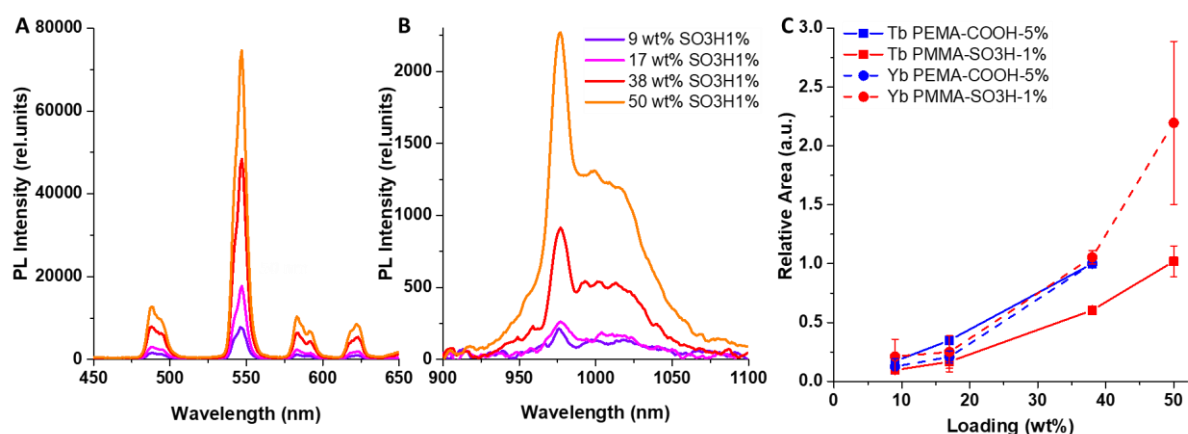 A
PL Intensity (rel.units)
80000
60000
40000
20000
0
450
500
550
600
650
Wavelength (nm)
B
PL Intensity (rel.units)
2000
1500
1250
1000
500
250
0
900
950
1000
1050
1100
Wavelength (nm)
9 wt% SO3H1%
17 wt% SO3H1%
38 wt% SO3H1%
50 wt% SO3H1%
C
Relative Area (a.u.)
3.0
2.5
2.0
1.5
1.0
0.5
0.0
0
10
20
30
40
50
Loading (wt%)
Tb PEMA-COOH-5%
Tb PMMA-SO3H-1%
Yb PEMA-COOH-5%
Yb PMMA-SO3H-1%